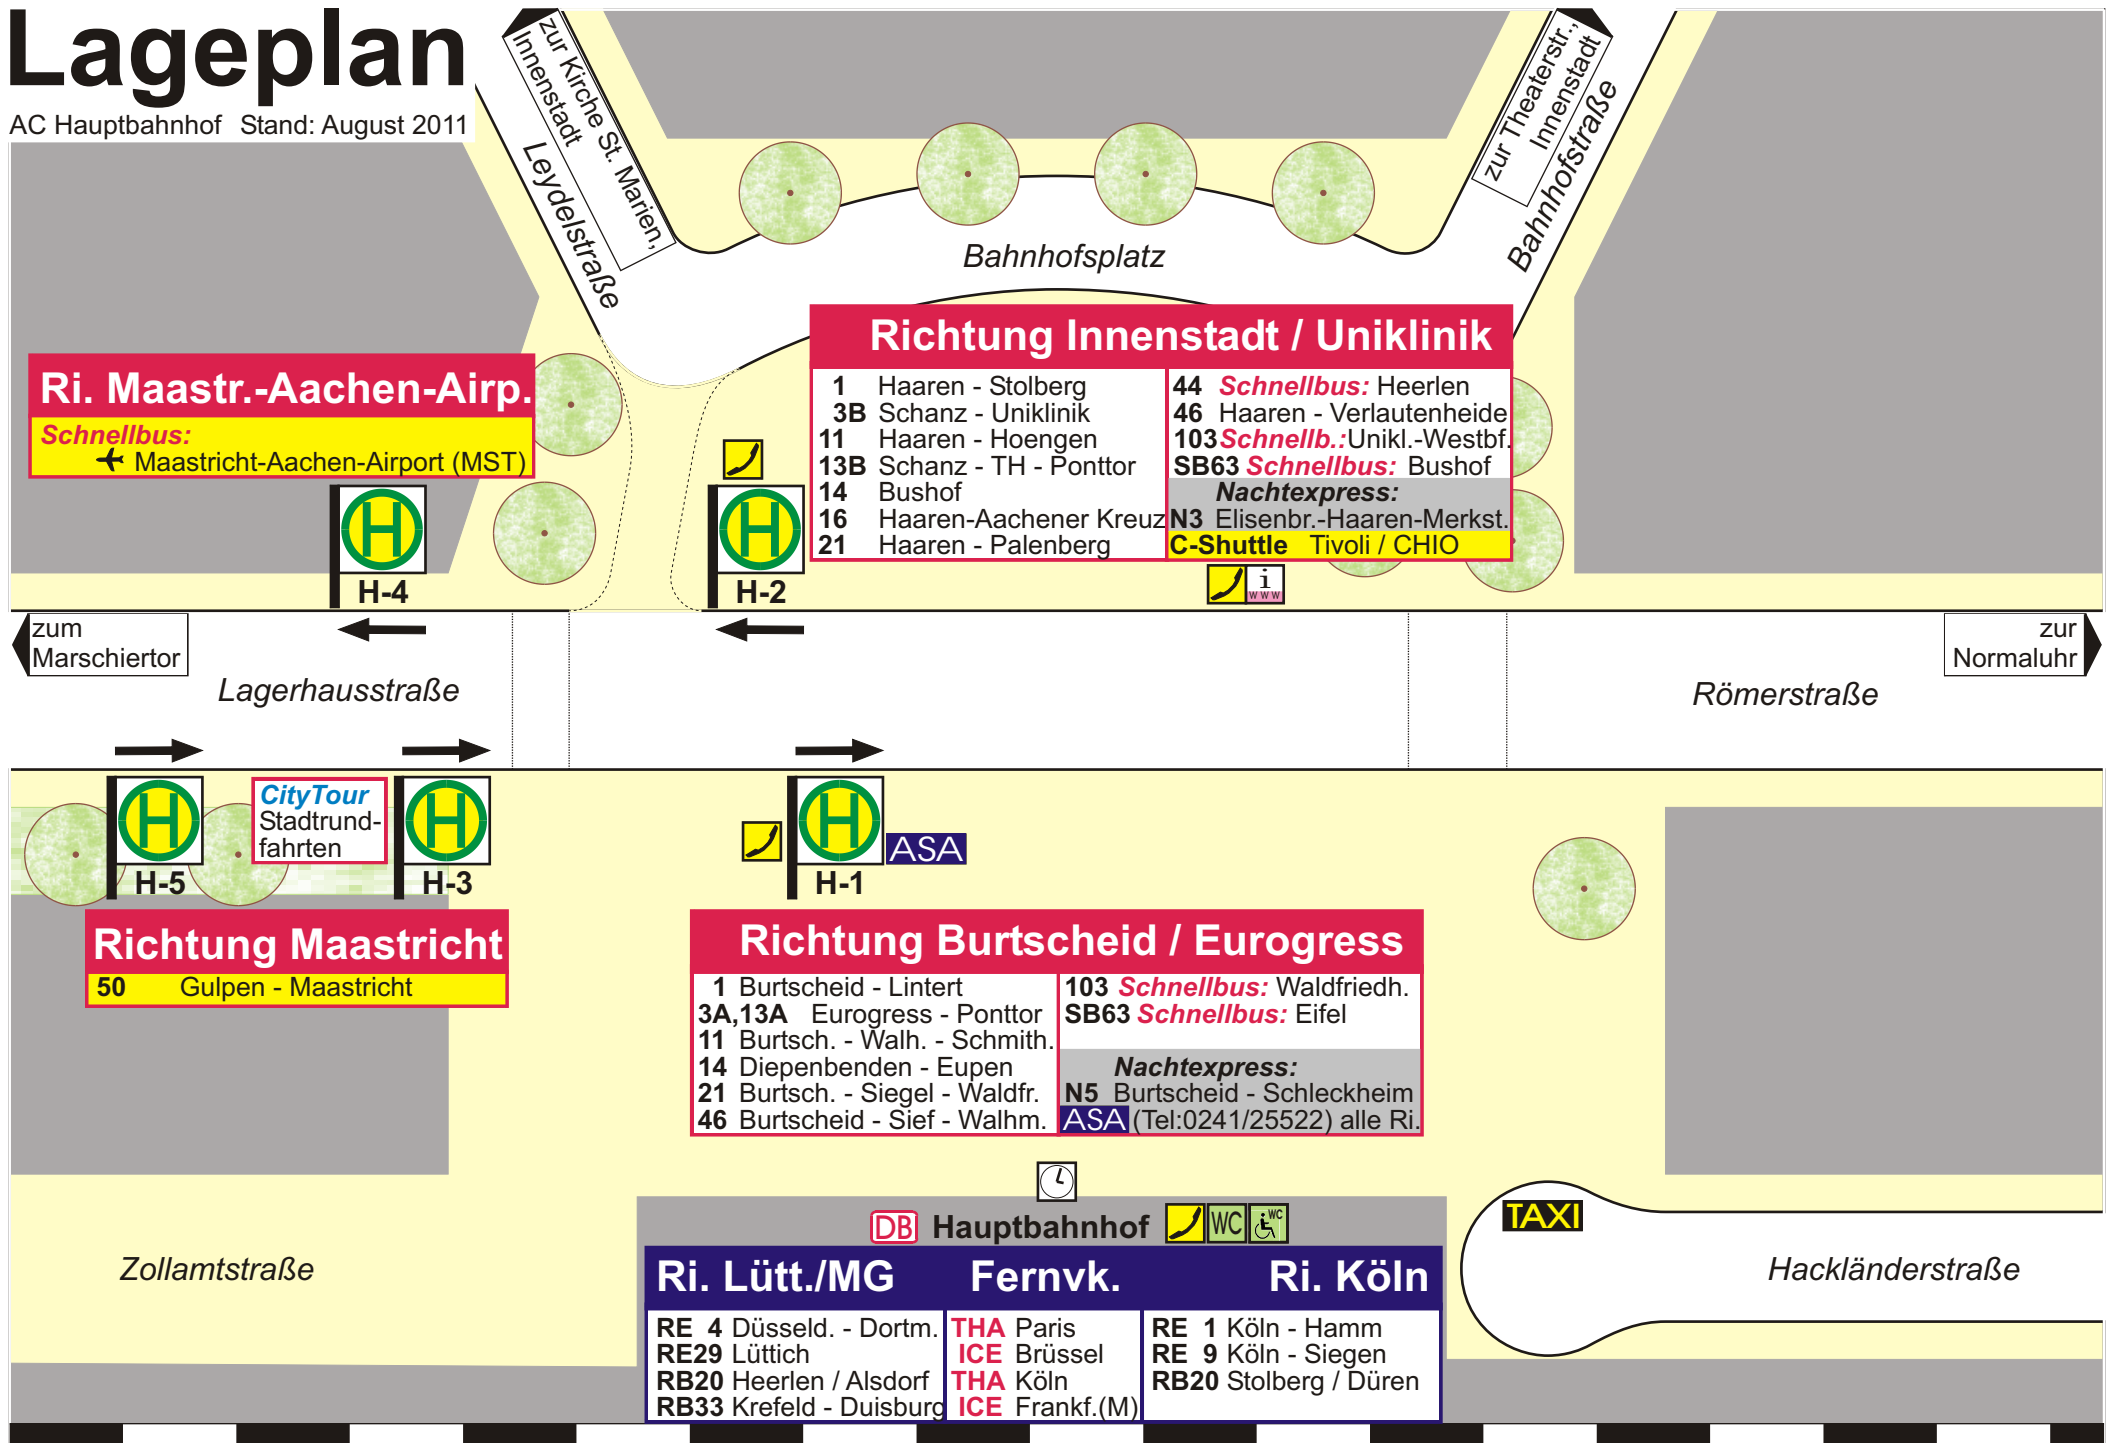 Lageplan
AC Hauptbahnhof Stand: August 2011
zur Kirche St. Marien,
Innenstadt
Leydelstraße
zur Theaterstr.,
Innenstadt
Bahnhofstraße
Bahnhofsplatz
Ri. Maastr.-Aachen-Airp.
Schnellbus:
Maastricht-Aachen-Airport (MST)
H
H-4
H
H-2
Richtung Innenstadt / Uniklinik
1 Haaren - Stolberg
3B Schanz - Uniklinik
11 Haaren - Hoengen
13B Schanz - TH - Ponttor
14 Bushof
16 Haaren-Aachener Kreuz
21 Haaren - Palenberg
44 Schnellbus: Heerlen
46 Haaren - Verlautenheide
103 Schnellb.: Unikl.-Westbf.
SB63 Schnellbus: Bushof
Nachtexpress:
N3 Elisenbr.-Haaren-Merkst.
C-Shuttle Tivoli / CHIO
i
www
zum
Marschiertor
zur
Normaluhr
Lagerhausstraße
Römerstraße
H
H-5
CityTour
Stadtrund-
fahrten
H
H-3
H
H-1
ASA
Richtung Maastricht
50 Gulpen - Maastricht
Richtung Burtscheid / Eurogress
1 Burtscheid - Lintert
3A,13A Eurogress - Ponttor
11 Burtsch. - Walh. - Schmith.
14 Diepenbenden - Eupen
21 Burtsch. - Siegel - Waldfr.
46 Burtscheid - Sief - Walhm.
103 Schnellbus: Waldfriedh.
SB63 Schnellbus: Eifel
Nachtexpress:
N5 Burtscheid - Schleckheim
ASA (Tel:0241/25522) alle Ri.
DB Hauptbahnhof WC WC
TAXI
Zollamtstraße
Hackländerstraße
Ri. Lütt./MG Fernvk. Ri. Köln
RE 4 Düsseld. - Dortm.
RE29 Lüttich
RB20 Heerlen / Alsdorf
RB33 Krefeld - Duisburg
THA Paris
ICE Brüssel
THA Köln
ICE Frankf.(M)
RE 1 Köln - Hamm
RE 9 Köln - Siegen
RB20 Stolberg / Düren